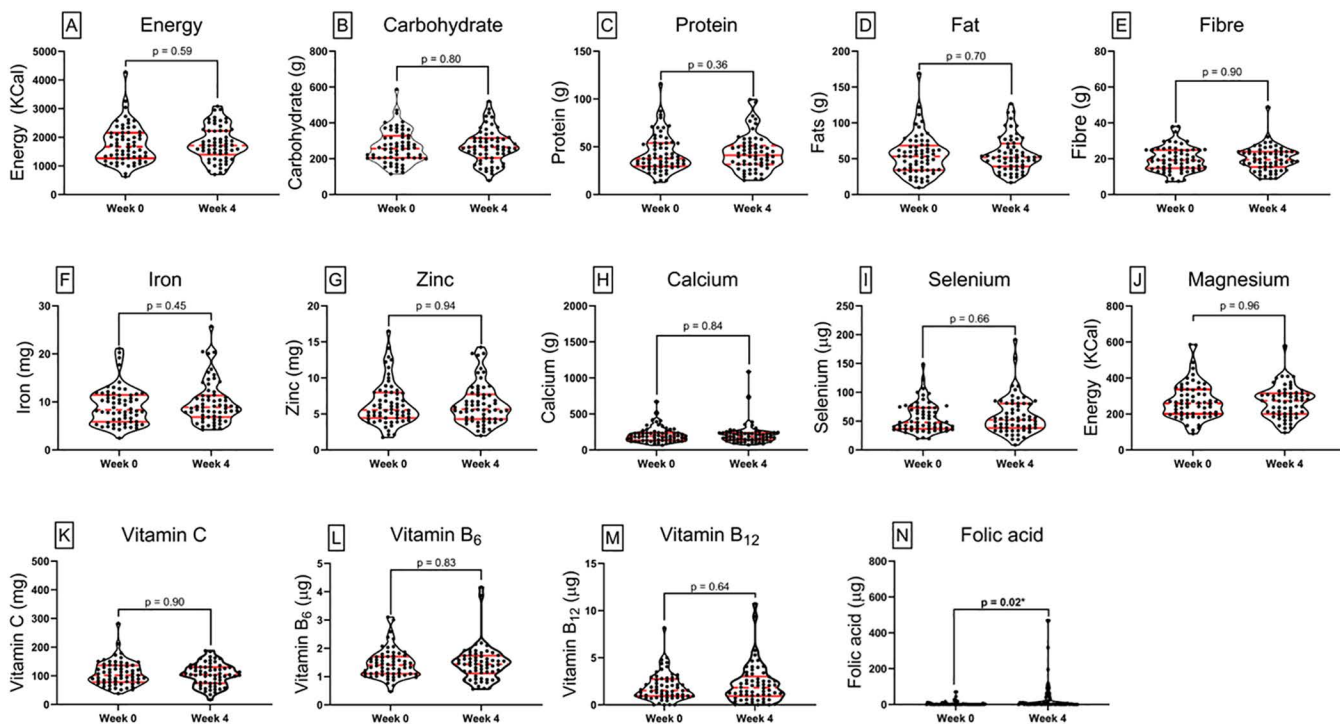 A Energy
p = 0.59
Energy (KCal)
5000
4000
3000
2000
1000
0
Week 0 Week 4
B Carbohydrate
p = 0.80
Carbohydrate (g)
800
600
400
200
0
Week 0 Week 4
C Protein
p = 0.36
Protein (g)
150
100
50
0
Week 0 Week 4
D Fat
p = 0.70
Fats (g)
200
150
100
50
0
Week 0 Week 4
E Fibre
p = 0.90
Fibre (g)
80
60
40
20
0
Week 0 Week 4
F Iron
p = 0.45
Iron (mg)
30
20
10
0
Week 0 Week 4
G Zinc
p = 0.94
Zinc (mg)
20
15
10
5
0
Week 0 Week 4
H Calcium
p = 0.84
Calcium (g)
2000
1500
1000
500
0
Week 0 Week 4
I Selenium
p = 0.66
Selenium (µg)
250
200
150
100
50
0
Week 0 Week 4
J Magnesium
p = 0.96
Energy (KCal)
800
600
400
200
0
Week 0 Week 4
K Vitamin C
p = 0.90
Vitamin C (mg)
500
400
300
200
100
0
Week 0 Week 4
L Vitamin B6
p = 0.83
Vitamin B6 (µg)
5
4
3
2
1
0
Week 0 Week 4
M Vitamin B12
p = 0.64
Vitamin B12 (µg)
15
10
5
0
Week 0 Week 4
N Folic acid
p = 0.02*
Folic acid (µg)
800
600
400
200
0
Week 0 Week 4